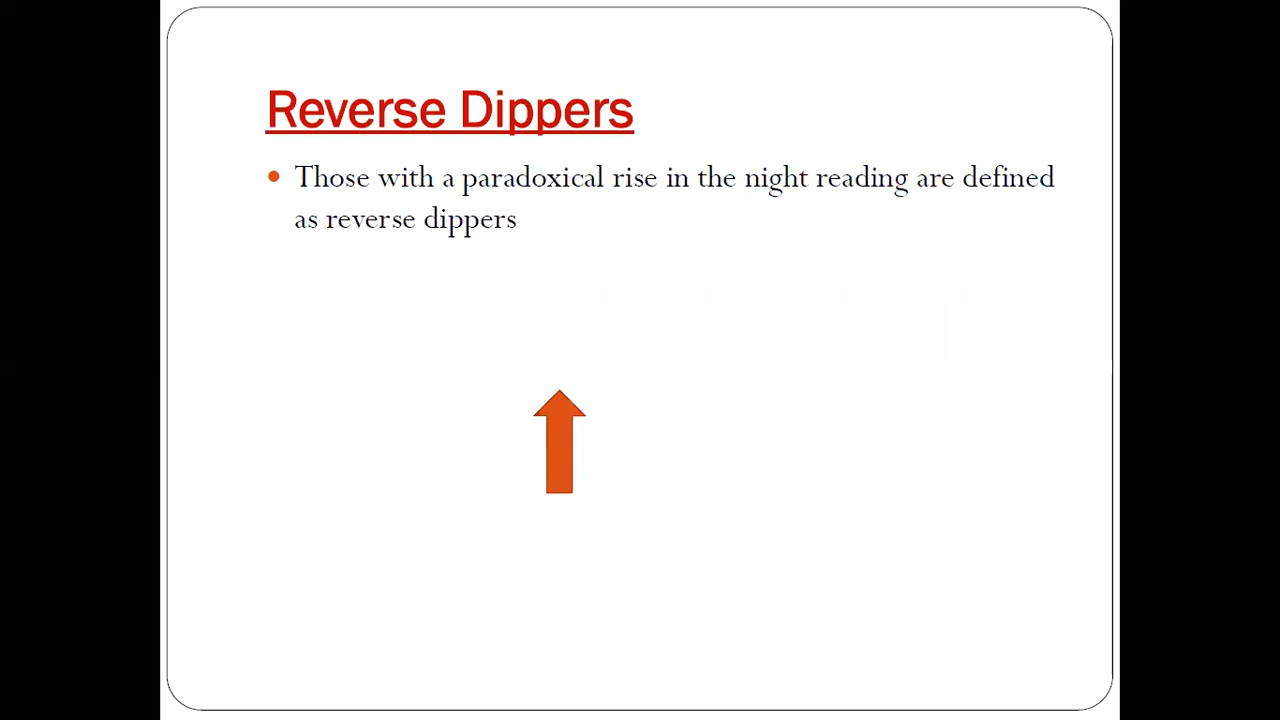 Reverse Dippers
Those with a paradoxical rise in the night reading are defined
as reverse dippers